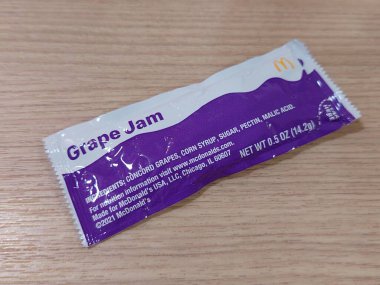 Grape Jam
INGREDIENTS: CONCORD GRAPES, CORN SYRUP, SUGAR, PECTIN, MALIC ACID.
For nutrition information visit www.mcdonalds.com.
Made for McDonald's USA, LLC, Chicago, IL 60607
©2021 McDonald's
NET WT 0.5 OZ (14.2g)